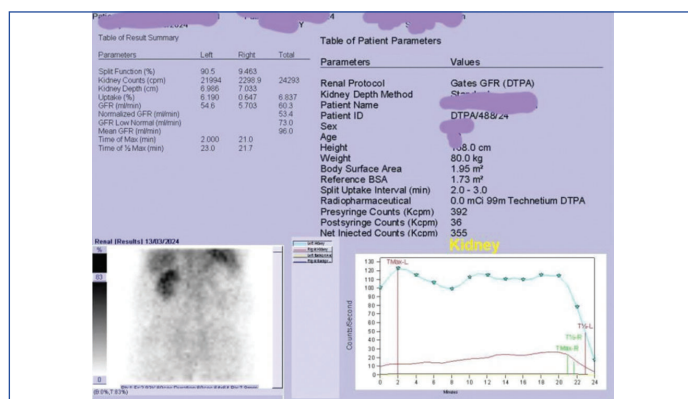 Table of Result Summary
Parameters Left Right Total
Split Function (%) 90.5 9.463
Kidney Counts (cpm) 21994 2298.9 24293
Kidney Depth (cm) 6.986 7.033
Uptake (%) 6.190 0.647 6.837
GFR (ml/min) 54.6 5.703 60.3
Normalized GFR (ml/min) 53.4
GFR Low Normal (ml/min) 73.0
Mean GFR (ml/min) 96.0
Time of Max (min) 2.000 21.0
Time of ½ Max (min) 23.0 21.7
Table of Patient Parameters
Parameters Values
Renal Protocol Gates GFR (DTPA)
Kidney Depth Method
Patient Name
Patient ID DTPA/488/24
Sex
Age
Height
Weight 80.0 kg
Body Surface Area 1.95 m²
Reference BSA 1.73 m²
Split Uptake Interval (min) 2.0 - 3.0
Radiopharmaceutical 0.0 mCi 99m Technetium DTPA
Presyringe Counts (Kcpm) 392
Postsyringe Counts (Kcpm) 36
Net Injected Counts (Kcpm) 355
Renal [Results] 13/03/2024
%
0
Kidney
Counts/Second
130
120
110
100
90
80
70
60
50
40
30
20
10
0
TMax-L
T½-L
T½-R
TMax-R
0 2 4 6 8 10 12 14 16 18 20 22 24